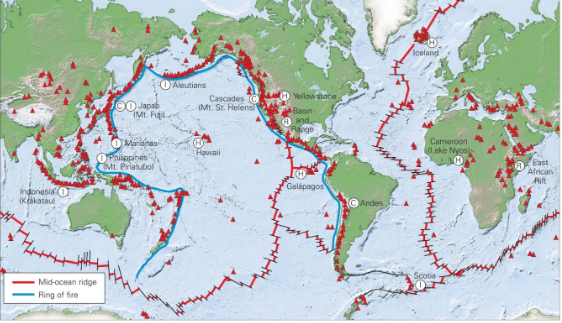 H
Iceland
I Aleutians
Cascades
(Mt. St. Helens)
C
H Yellowstone
C I Japan
(Mt. Fuji)
R
Basin
and
Range
I Marianas
H
Hawaii
Cameroon
(Lake Nyos)
H
R East
African
Rift
I Philippines
(Mt. Piriatubo)
H
Galápagos
Indonesia
(Krakatau)
I
C Andes
Scotia
I
Mid-ocean ridge
Ring of fire